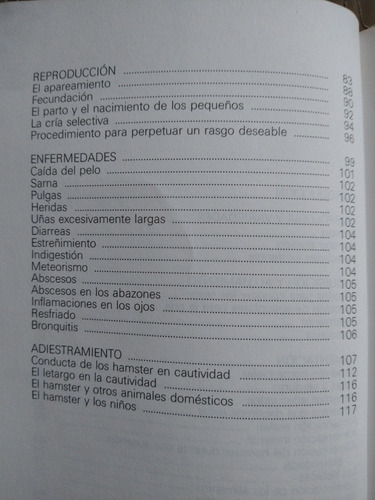 REPRODUCCIÓN ........ 83
El apareamiento ........ 88
Fecundación ........ 90
El parto y el nacimiento de los pequeños ........ 92
La cría selectiva ........ 94
Procedimiento para perpetuar un rasgo deseable ........ 96
ENFERMEDADES ........ 99
Caída del pelo ........ 101
Sarna ........ 102
Pulgas ........ 102
Heridas ........ 102
Uñas excesivamente largas ........ 102
Diarreas ........ 104
Estreñimiento ........ 104
Indigestión ........ 104
Meteorismo ........ 104
Abscesos ........ 105
Abscesos en los abazones ........ 105
Inflamaciones en los ojos ........ 105
Resfriado ........ 105
Bronquitis ........ 106
ADIESTRAMIENTO ........ 107
Conducta de los hamster en cautividad ........ 112
El letargo en la cautividad ........ 116
El hamster y otros animales domésticos ........ 116
El hamster y los niños ........ 117